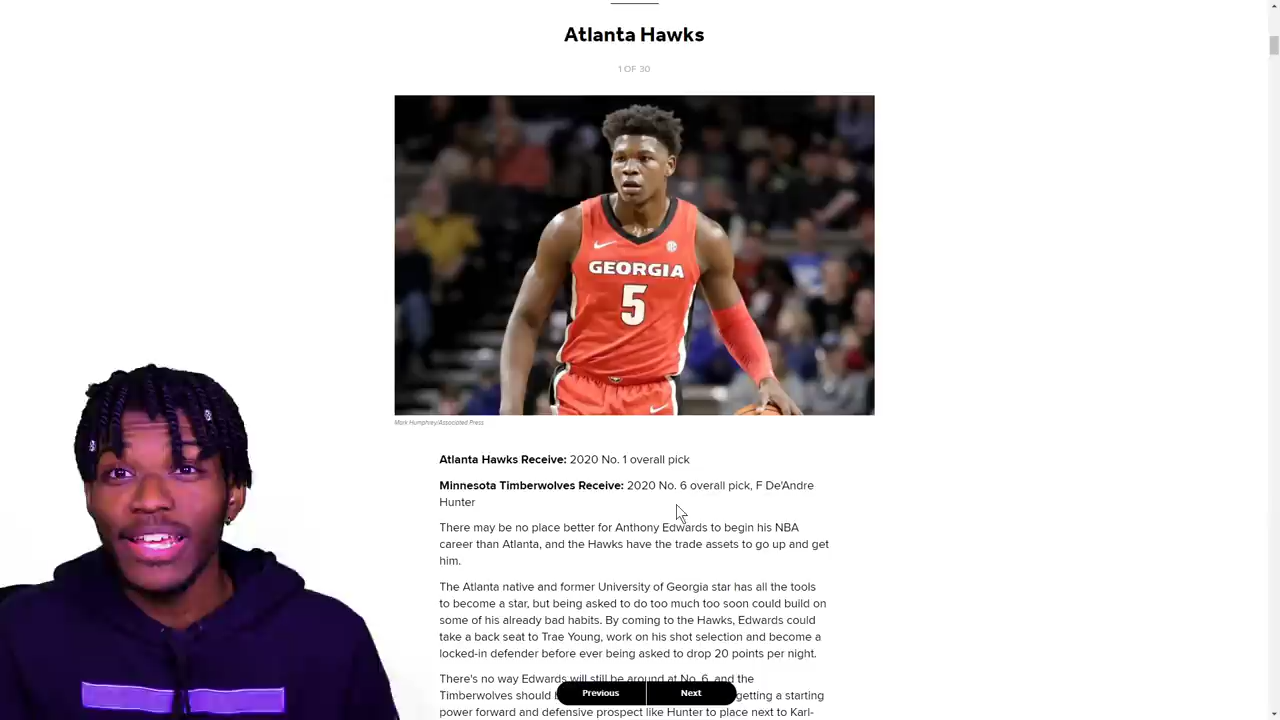 Atlanta Hawks
1 OF 30
GEORGIA
5
Mark Humphrey/Associated Press
Atlanta Hawks Receive: 2020 No. 1 overall pick
Minnesota Timberwolves Receive: 2020 No. 6 overall pick, F De'Andre
Hunter
There may be no place better for Anthony Edwards to begin his NBA
career than Atlanta, and the Hawks have the trade assets to go up and get
him.
The Atlanta native and former University of Georgia star has all the tools
to become a star, but being asked to do too much too soon could build on
some of his already bad habits. By coming to the Hawks, Edwards could
take a back seat to Trae Young, work on his shot selection and become a
locked-in defender before ever being asked to drop 20 points per night.
There's no way Edwards will still be around at No. 6, and the
Timberwolves should getting a starting
Previous Next
power forward and defensive prospect like Hunter to place next to Karl-